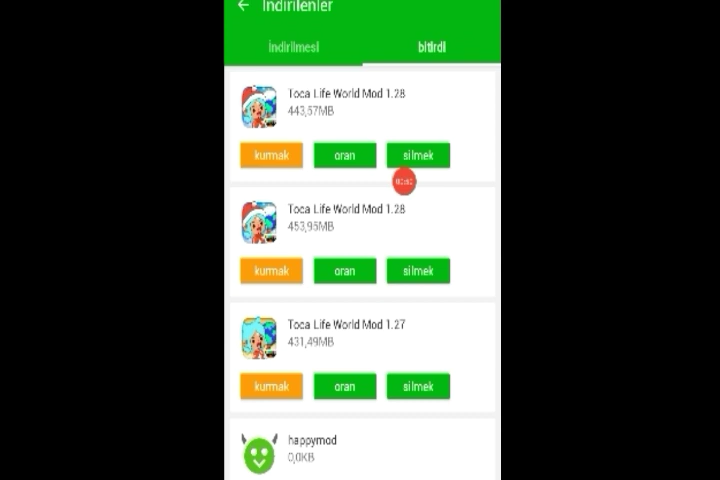 İndirilenler
indirilmesi
bitirdi
Toca Life World Mod 1.28
443,57MB
kurmak
oran
silmek
Toca Life World Mod 1.28
453,95MB
kurmak
oran
silmek
Toca Life World Mod 1.27
431,49MB
kurmak
oran
silmek
happymod
0,0KB